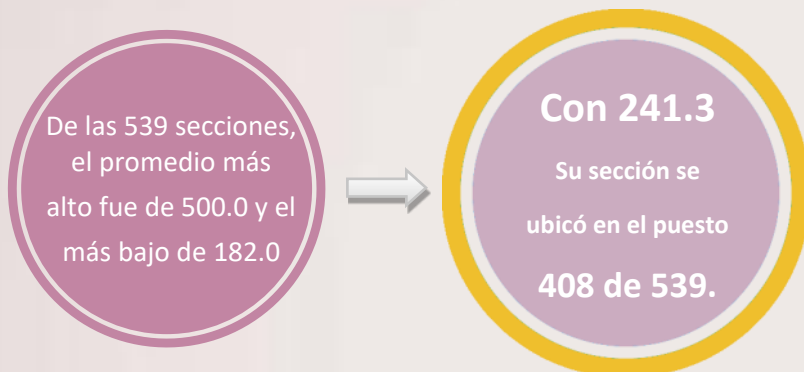 De las 539 secciones,
el promedio más
alto fue de 500.0 y el
más bajo de 182.0
Con 241.3
Su sección se
ubicó en el puesto
408 de 539.